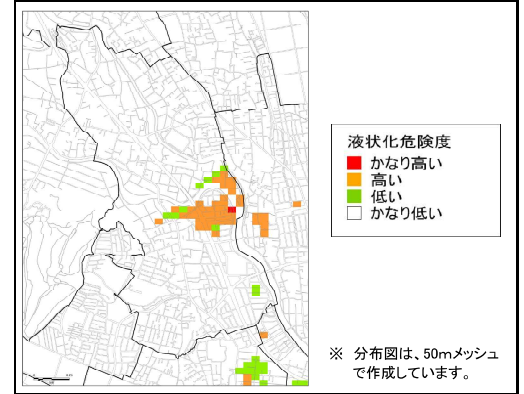 液状化危険度
かなり高い
高い
低い
かなり低い
※ 分布図は、50mメッシュ
で作成しています。